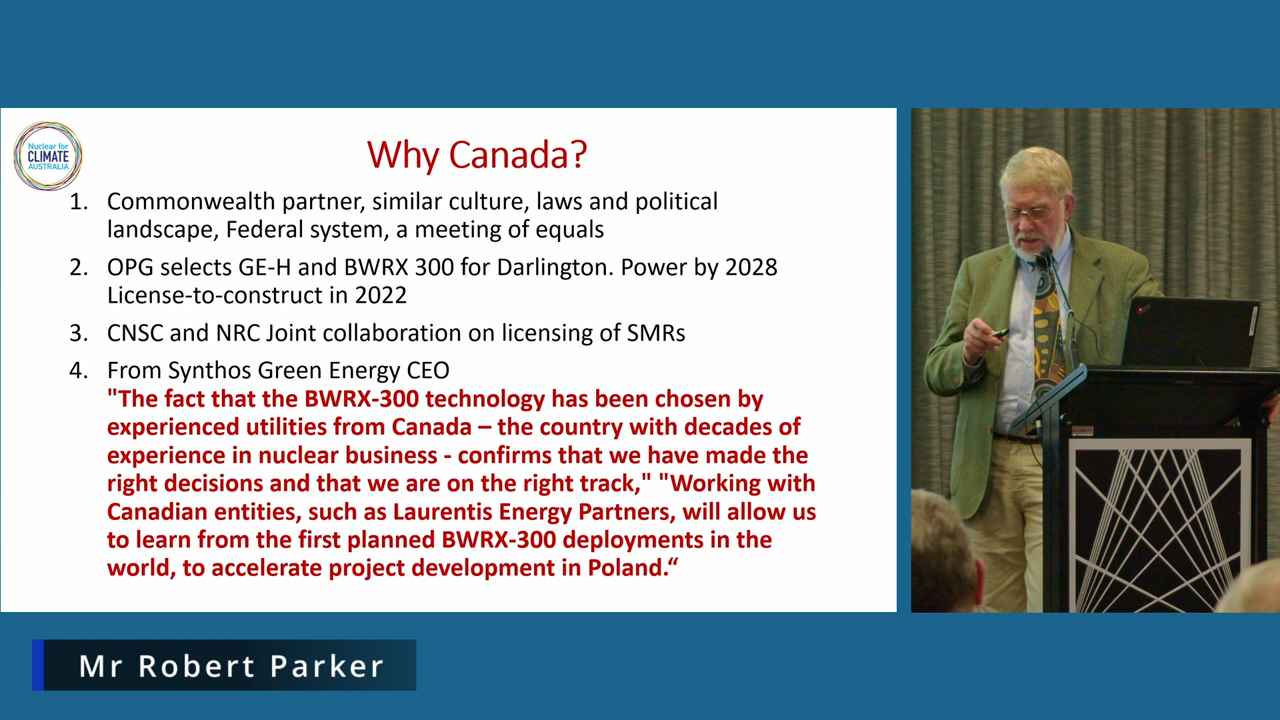 Nuclear for
CLIMATE
AUSTRALIA
Why Canada?
1. Commonwealth partner, similar culture, laws and political
landscape, Federal system, a meeting of equals
2. OPG selects GE-H and BWRX 300 for Darlington. Power by 2028
License-to-construct in 2022
3. CNSC and NRC Joint collaboration on licensing of SMRs
4. From Synthos Green Energy CEO
"The fact that the BWRX-300 technology has been chosen by
experienced utilities from Canada – the country with decades of
experience in nuclear business - confirms that we have made the
right decisions and that we are on the right track," "Working with
Canadian entities, such as Laurentis Energy Partners, will allow us
to learn from the first planned BWRX-300 deployments in the
world, to accelerate project development in Poland.“
Mr Robert Parker